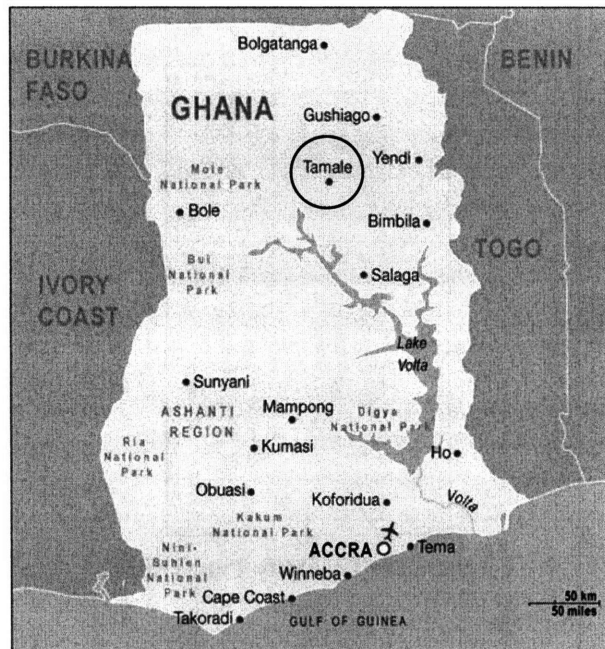 Bolgatanga
BURKINA
FASO
BENIN
GHANA
Gushiago
Tamale
Yendi
Mole
National Park
Bole
Bimbila
TOGO
Bui
National
Park
Salaga
IVORY
COAST
Lake
Volta
Sunyani
ASHANTI
REGION
Mampong
Digya
National Park
Ria
National
Park
Kumasi
Ho
Obuasi
Koforidua
Volta
Kakum
National Park
ACCRA
Tema
Nini-
Suhien
National
Park
Winneba
Cape Coast
Takoradi
GULF OF GUINEA
50 km
50 miles